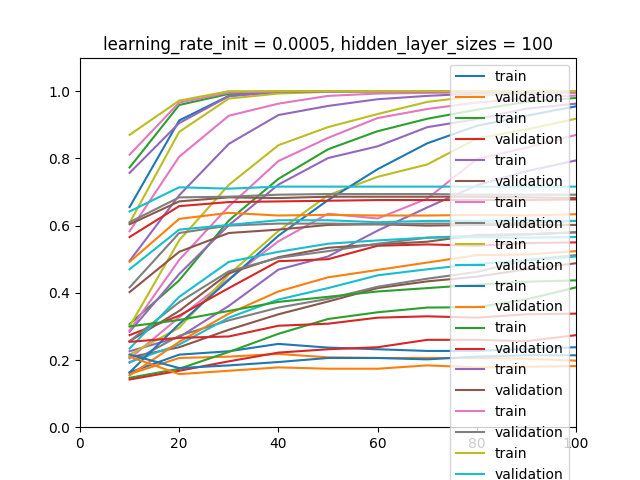 learning_rate_init = 0.0005, hidden_layer_sizes = 100
1.0
0.8
0.6
0.4
0.2
0.0
0
20
40
60
80
100
train
validation
train
validation
train
validation
train
validation
train
validation
train
validation
train
validation
train
validation
train
validation
train
validation